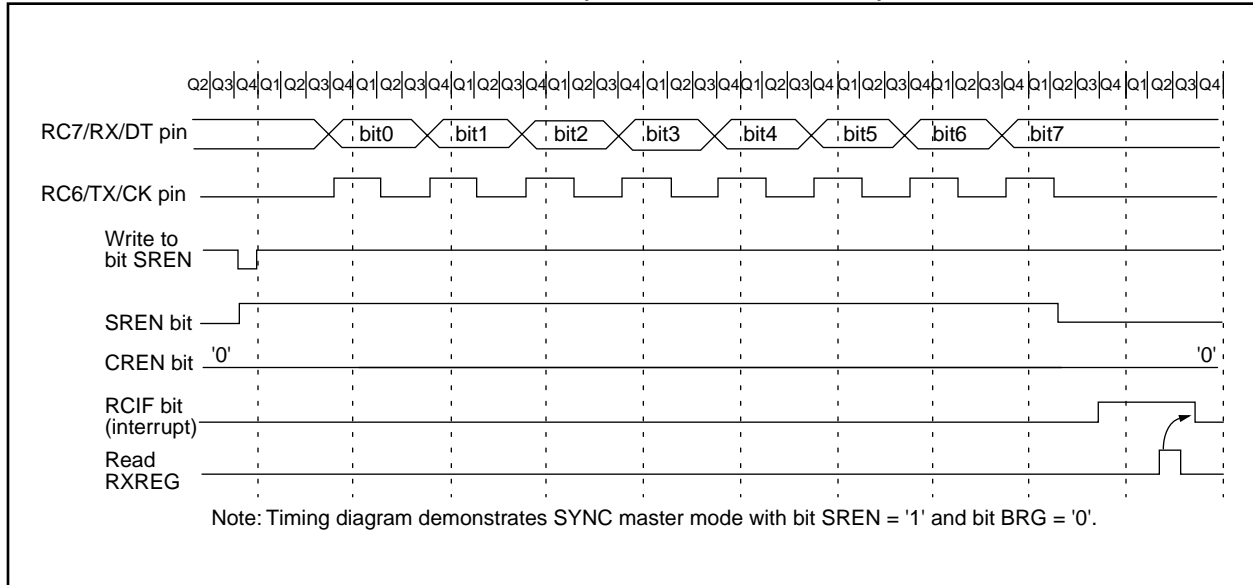 Q2 Q3 Q4 Q1 Q2 Q3 Q4 Q1 Q2 Q3 Q4 Q1 Q2 Q3 Q4 Q1 Q2 Q3 Q4 Q1 Q2 Q3 Q4 Q1 Q2 Q3 Q4 Q1 Q2 Q3 Q4 Q1 Q2 Q3 Q4 Q1 Q2 Q3 Q4 Q1 Q2 Q3 Q4
RC7/RX/DT pin bit0 bit1 bit2 bit3 bit4 bit5 bit6 bit7
RC6/TX/CK pin
Write to
bit SREN
SREN bit
CREN bit '0' '0'
RCIF bit
(interrupt)
Read
RXREG
Note: Timing diagram demonstrates SYNC master mode with bit SREN = '1' and bit BRG = '0'.